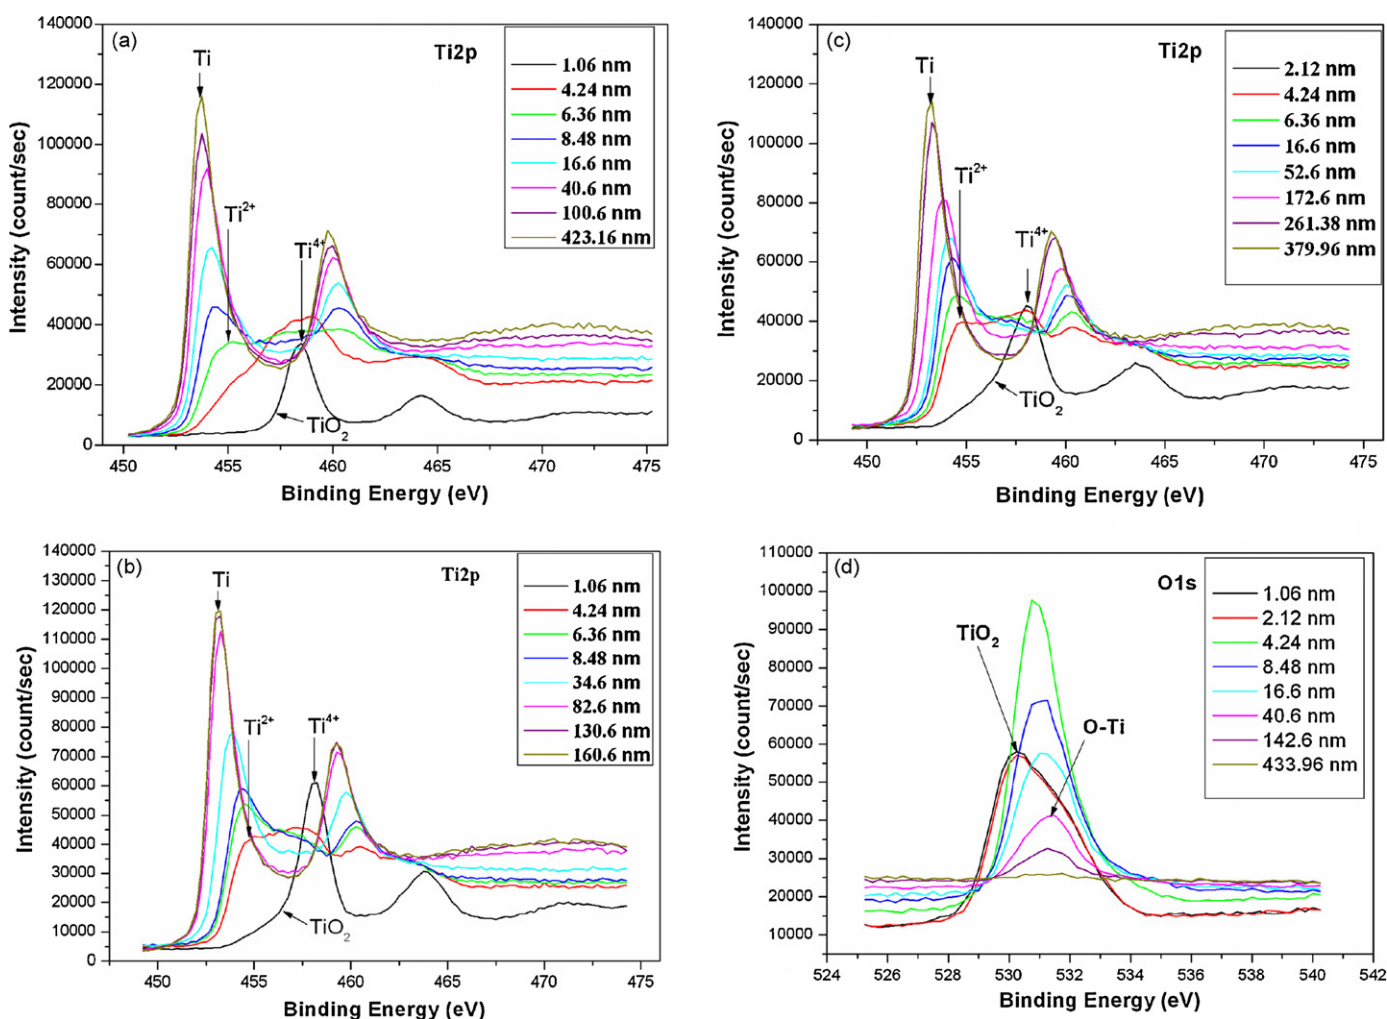 (a)
Ti2p
Ti
Ti2+
Ti4+
TiO2
1.06 nm
4.24 nm
6.36 nm
8.48 nm
16.6 nm
40.6 nm
100.6 nm
423.16 nm
140000
120000
100000
80000
60000
40000
20000
0
Intensity (count/sec)
450 455 460 465 470 475
Binding Energy (eV)
(c)
Ti2p
Ti
Ti2+
Ti4+
TiO2
2.12 nm
4.24 nm
6.36 nm
16.6 nm
52.6 nm
172.6 nm
261.38 nm
379.96 nm
140000
120000
100000
80000
60000
40000
20000
0
Intensity (count/sec)
450 455 460 465 470 475
Binding Energy (eV)
(b)
Ti2p
Ti
Ti2+
Ti4+
TiO2
1.06 nm
4.24 nm
6.36 nm
8.48 nm
34.6 nm
82.6 nm
130.6 nm
160.6 nm
140000
130000
120000
110000
100000
90000
80000
70000
60000
50000
40000
30000
20000
10000
0
Intensity (count/sec)
450 455 460 465 470 475
Binding Energy (eV)
(d)
O1s
TiO2
O-Ti
1.06 nm
2.12 nm
4.24 nm
8.48 nm
16.6 nm
40.6 nm
142.6 nm
433.96 nm
110000
100000
90000
80000
70000
60000
50000
40000
30000
20000
10000
Intensity (count/sec)
524 526 528 530 532 534 536 538 540 542
Binding Energy (eV)